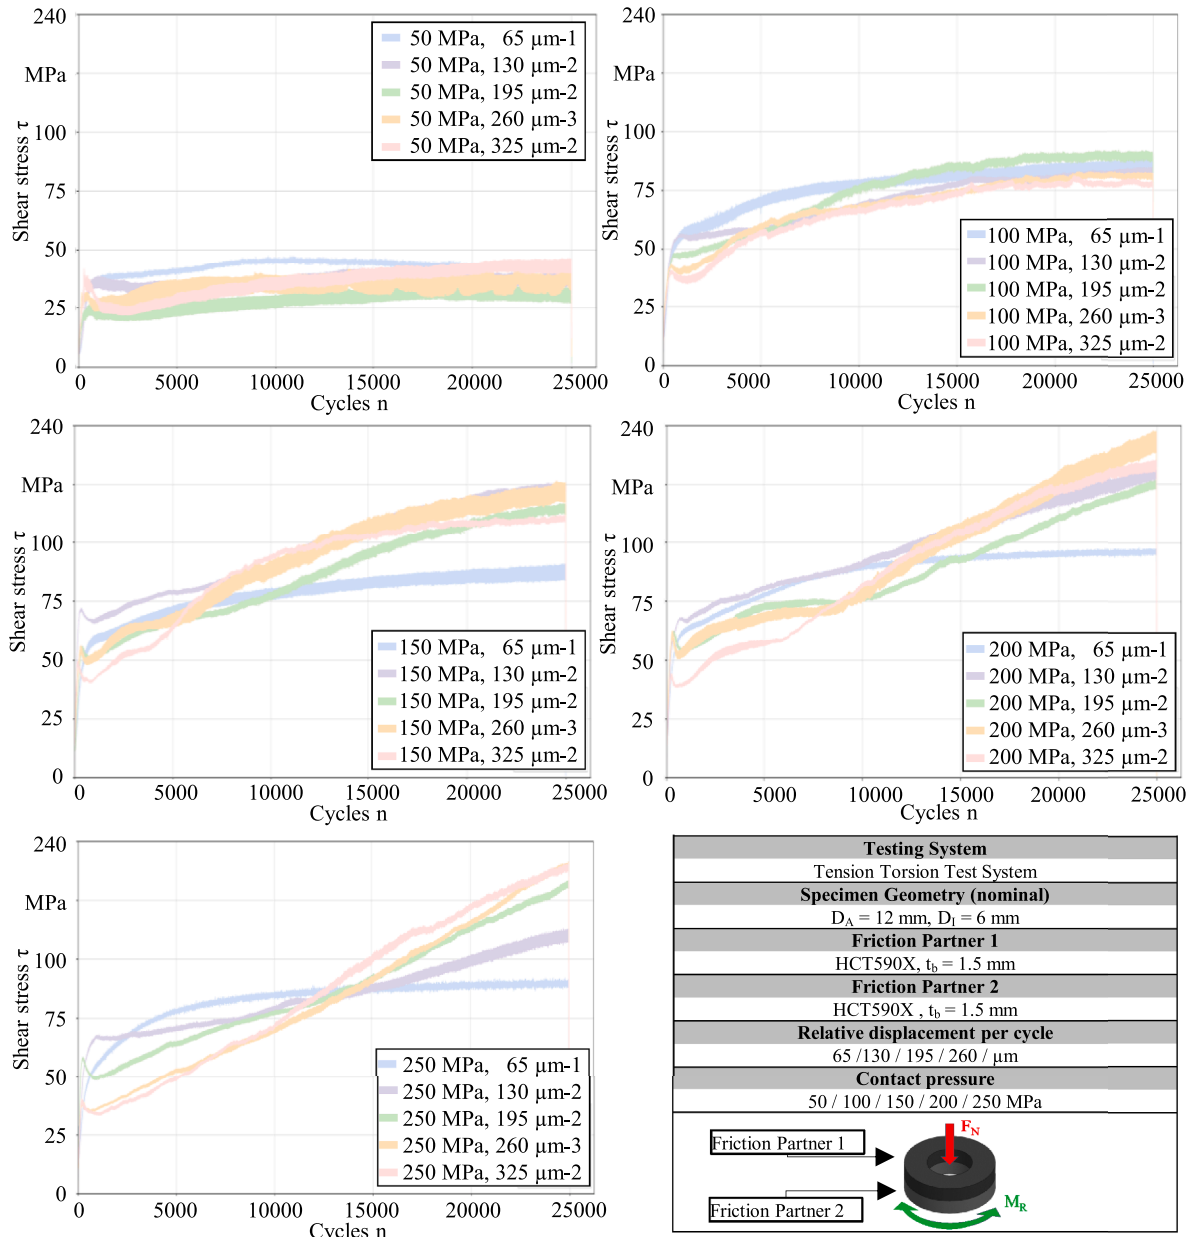 240
MPa
100
75
50
25
0
Shear stress τ
50 MPa, 65 µm-1
50 MPa, 130 µm-2
50 MPa, 195 µm-2
50 MPa, 260 µm-3
50 MPa, 325 µm-2
0 5000 10000 15000 20000 25000
Cycles n
240
MPa
100
75
50
25
0
Shear stress τ
100 MPa, 65 µm-1
100 MPa, 130 µm-2
100 MPa, 195 µm-2
100 MPa, 260 µm-3
100 MPa, 325 µm-2
0 5000 10000 15000 20000 25000
Cycles n
240
MPa
100
75
50
25
0
Shear stress τ
150 MPa, 65 µm-1
150 MPa, 130 µm-2
150 MPa, 195 µm-2
150 MPa, 260 µm-3
150 MPa, 325 µm-2
0 5000 10000 15000 20000 25000
Cycles n
240
MPa
100
75
50
25
0
Shear stress τ
200 MPa, 65 µm-1
200 MPa, 130 µm-2
200 MPa, 195 µm-2
200 MPa, 260 µm-3
200 MPa, 325 µm-2
0 5000 10000 15000 20000 25000
Cycles n
240
MPa
100
75
50
25
0
Shear stress τ
250 MPa, 65 µm-1
250 MPa, 130 µm-2
250 MPa, 195 µm-2
250 MPa, 260 µm-3
250 MPa, 325 µm-2
0 5000 10000 15000 20000 25000
Cycles n
Testing System
Tension Torsion Test System
Specimen Geometry (nominal)
D_A = 12 mm, D_I = 6 mm
Friction Partner 1
HCT590X, t_b = 1.5 mm
Friction Partner 2
HCT590X , t_b = 1.5 mm
Relative displacement per cycle
65 /130 / 195 / 260 / µm
Contact pressure
50 / 100 / 150 / 200 / 250 MPa
F_N
Friction Partner 1
Friction Partner 2
M_R